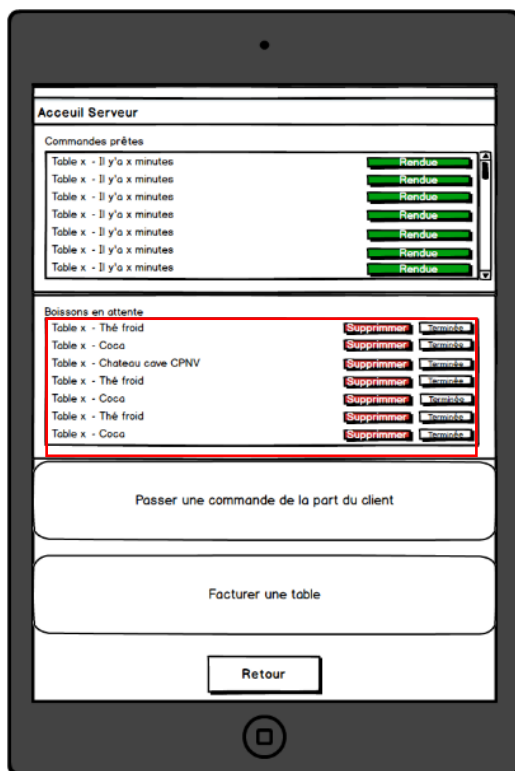 Acceuil Serveur
Commandes prêtes
Table x - Il y'a x minutes Rendue
Table x - Il y'a x minutes Rendue
Table x - Il y'a x minutes Rendue
Table x - Il y'a x minutes Rendue
Table x - Il y'a x minutes Rendue
Table x - Il y'a x minutes Rendue
Table x - Il y'a x minutes Rendue
Boissons en attente
Table x - Thé froid Supprimmer Terminée
Table x - Coca Supprimmer Terminée
Table x - Chateau cave CPNV Supprimmer Terminée
Table x - Thé froid Supprimmer Terminée
Table x - Coca Supprimmer Terminée
Table x - Thé froid Supprimmer Terminée
Table x - Coca Supprimmer Terminée
Passer une commande de la part du client
Facturer une table
Retour